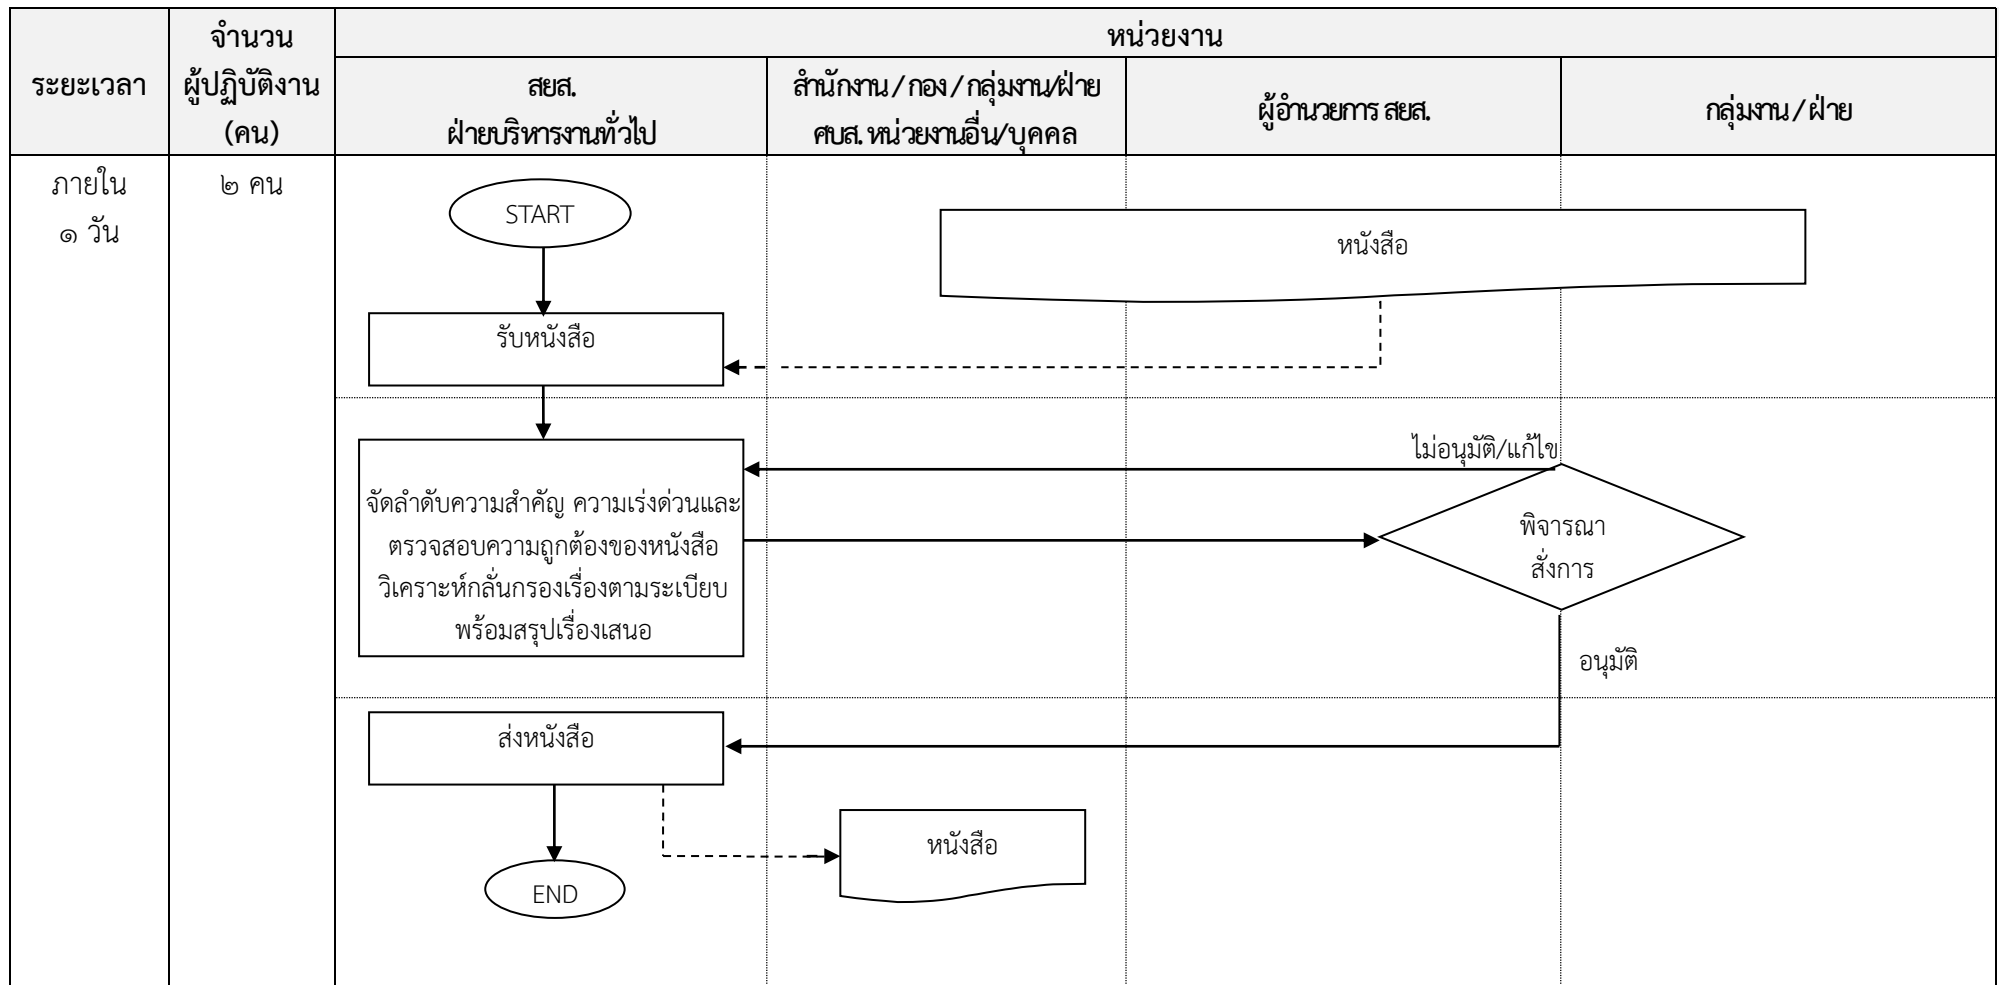 ระยะเวลา
จำนวน
ผู้ปฏิบัติงาน
(คน)
หน่วยงาน
สยส.
ฝ่ายบริหารงานทั่วไป
สำนักงาน / กอง / กลุ่มงาน/ฝ่าย
ศบส. หน่วยงานอื่น/บุคคล
ผู้อำนวยการ สยส.
กลุ่มงาน / ฝ่าย
ภายใน
๑ วัน
๒ คน
START
หนังสือ
รับหนังสือ
ไม่อนุมัติ/แก้ไข
จัดลำดับความสำคัญ ความเร่งด่วนและ
ตรวจสอบความถูกต้องของหนังสือ
วิเคราะห์กลั่นกรองเรื่องตามระเบียบ
พร้อมสรุปเรื่องเสนอ
พิจารณา
สั่งการ
อนุมัติ
ส่งหนังสือ
หนังสือ
END